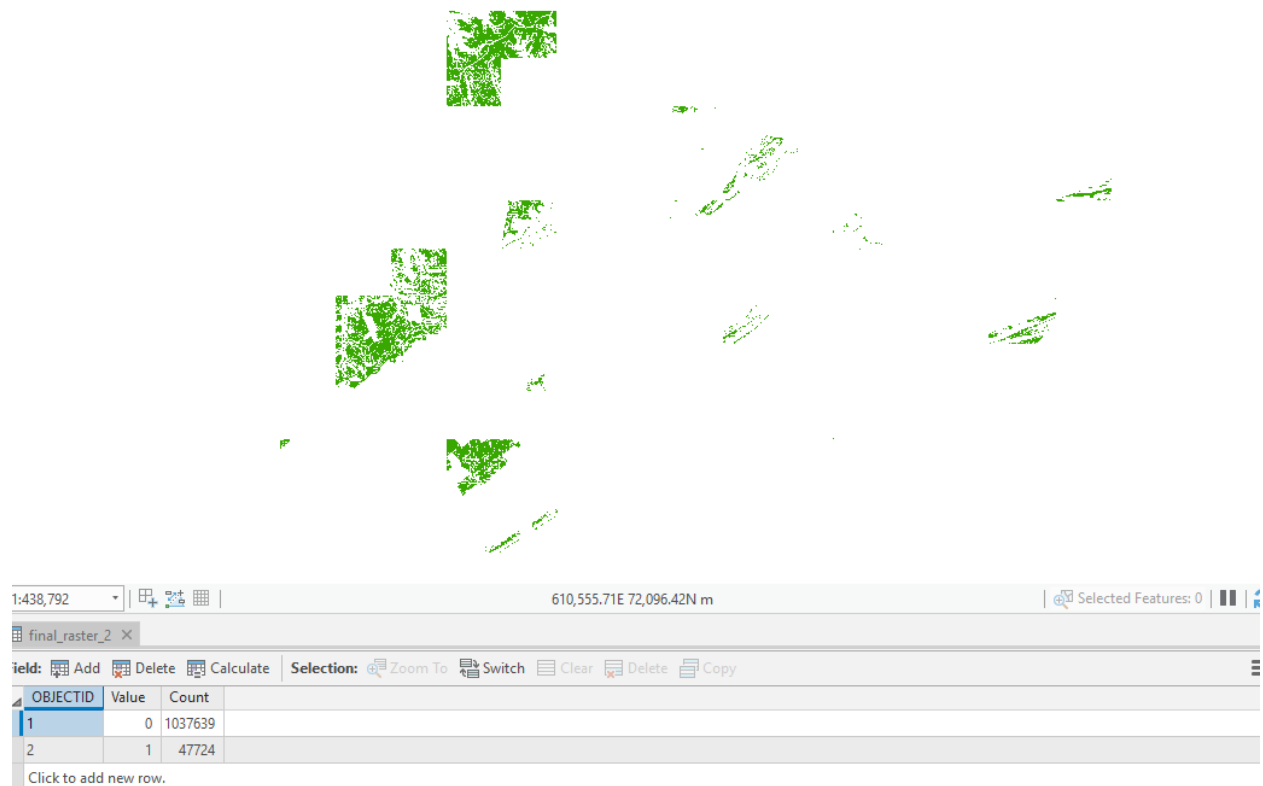 1:438,792 610,555.71E 72,096.42N m Selected Features: 0
final_raster_2
Field: Add Delete Calculate Selection: Zoom To Switch Clear Delete Copy
OBJECTID Value Count
1 0 1037639
2 1 47724
Click to add new row.